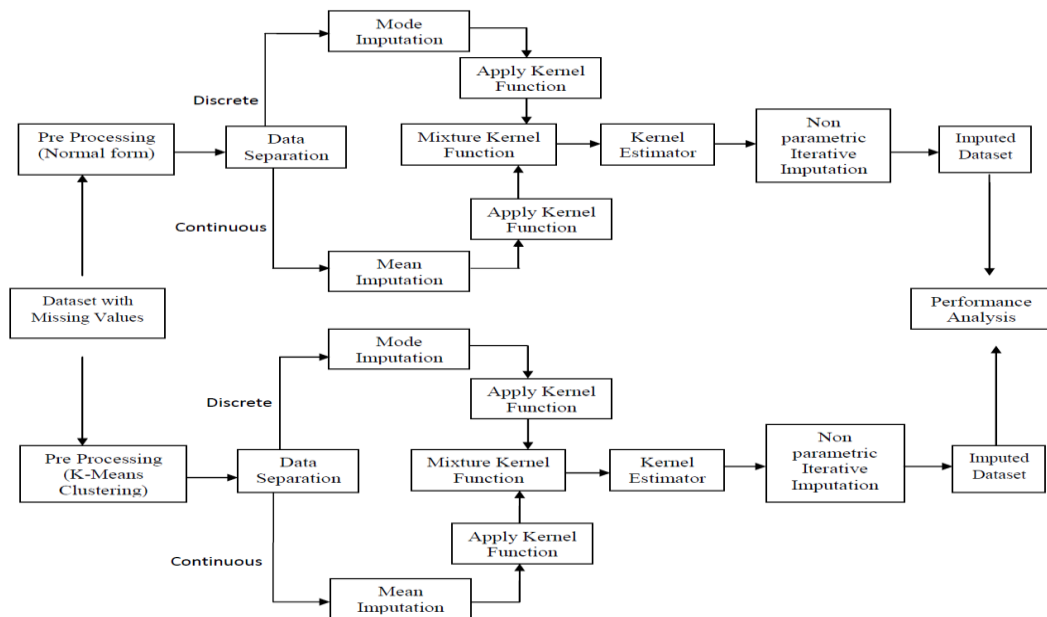 Mode
Imputation
Apply Kernel
Function
Discrete
Pre Processing
(Normal form)
Data
Separation
Mixture Kernel
Function
Kernel
Estimator
Non
parametric
Iterative
Imputation
Imputed
Dataset
Continuous
Apply Kernel
Function
Mean
Imputation
Dataset with
Missing Values
Performance
Analysis
Mode
Imputation
Apply Kernel
Function
Discrete
Pre Processing
(K-Means
Clustering)
Data
Separation
Mixture Kernel
Function
Kernel
Estimator
Non
parametric
Iterative
Imputation
Imputed
Dataset
Continuous
Apply Kernel
Function
Mean
Imputation